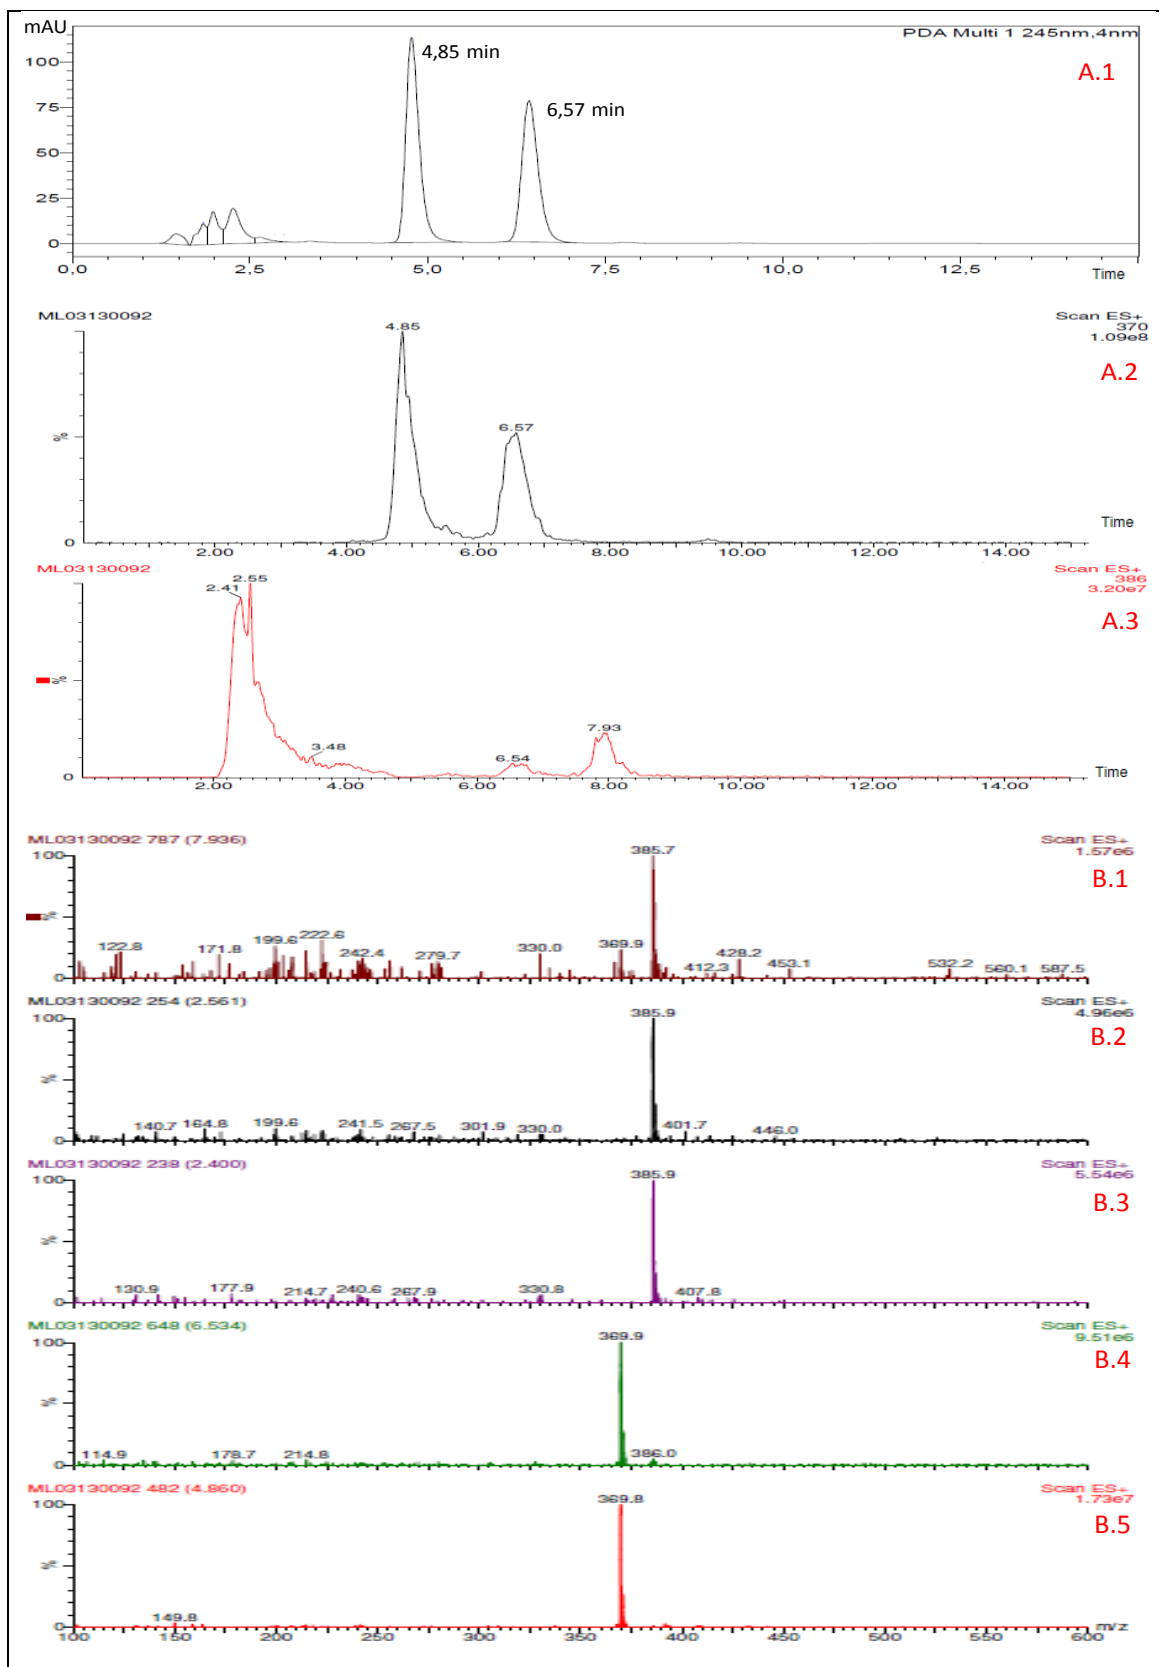 mAU
PDA Multi 1 245nm,4nm
4,85 min
A.1
100
6,57 min
75
50
25
0
0,0 2,5 5,0 7,5 10,0 12,5
Time
ML03130092
Scan ES+
370
1.09e8
4.85
A.2
6.57
%
Time
0
2.00 4.00 6.00 8.00 10.00 12.00 14.00
ML03130092
Scan ES+
386
3.20e7
2.55
2.41
A.3
%
7.93
3.48
6.54
Time
0
2.00 4.00 6.00 8.00 10.00 12.00 14.00
ML03130092 787 (7.936)
Scan ES+
1.57e6
100
385.7
B.1
%
122.8 171.8 199.6 222.6 242.4 279.7 330.0 369.9 412.3 428.2 453.1 532.2 560.1 587.5
0
ML03130092 254 (2.561)
Scan ES+
4.96e6
100
385.9
B.2
%
140.7 164.8 199.6 241.5 267.5 301.9 330.0 401.7 446.0
0
ML03130092 238 (2.400)
Scan ES+
5.54e6
100
385.9
B.3
%
130.9 177.9 214.7 240.6 267.9 330.8 407.8
0
ML03130092 648 (6.534)
Scan ES+
9.51e6
100
369.9
B.4
%
114.9 178.7 214.8 386.0
0
ML03130092 482 (4.860)
Scan ES+
1.73e7
100
369.8
B.5
%
149.8
0
m/z
100 150 200 250 300 350 400 450 500 550 600